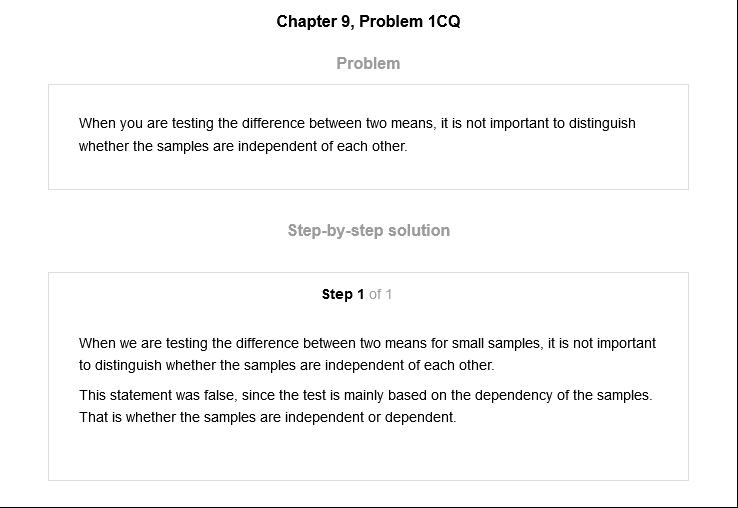 Chapter 9, Problem 1CQ
Problem
When you are testing the difference between two means, it is not important to distinguish
whether the samples are independent of each other.
Step-by-step solution
Step 1 of 1
When we are testing the difference between two means for small samples, it is not important
to distinguish whether the samples are independent of each other.
This statement was false, since the test is mainly based on the dependency of the samples.
That is whether the samples are independent or dependent.